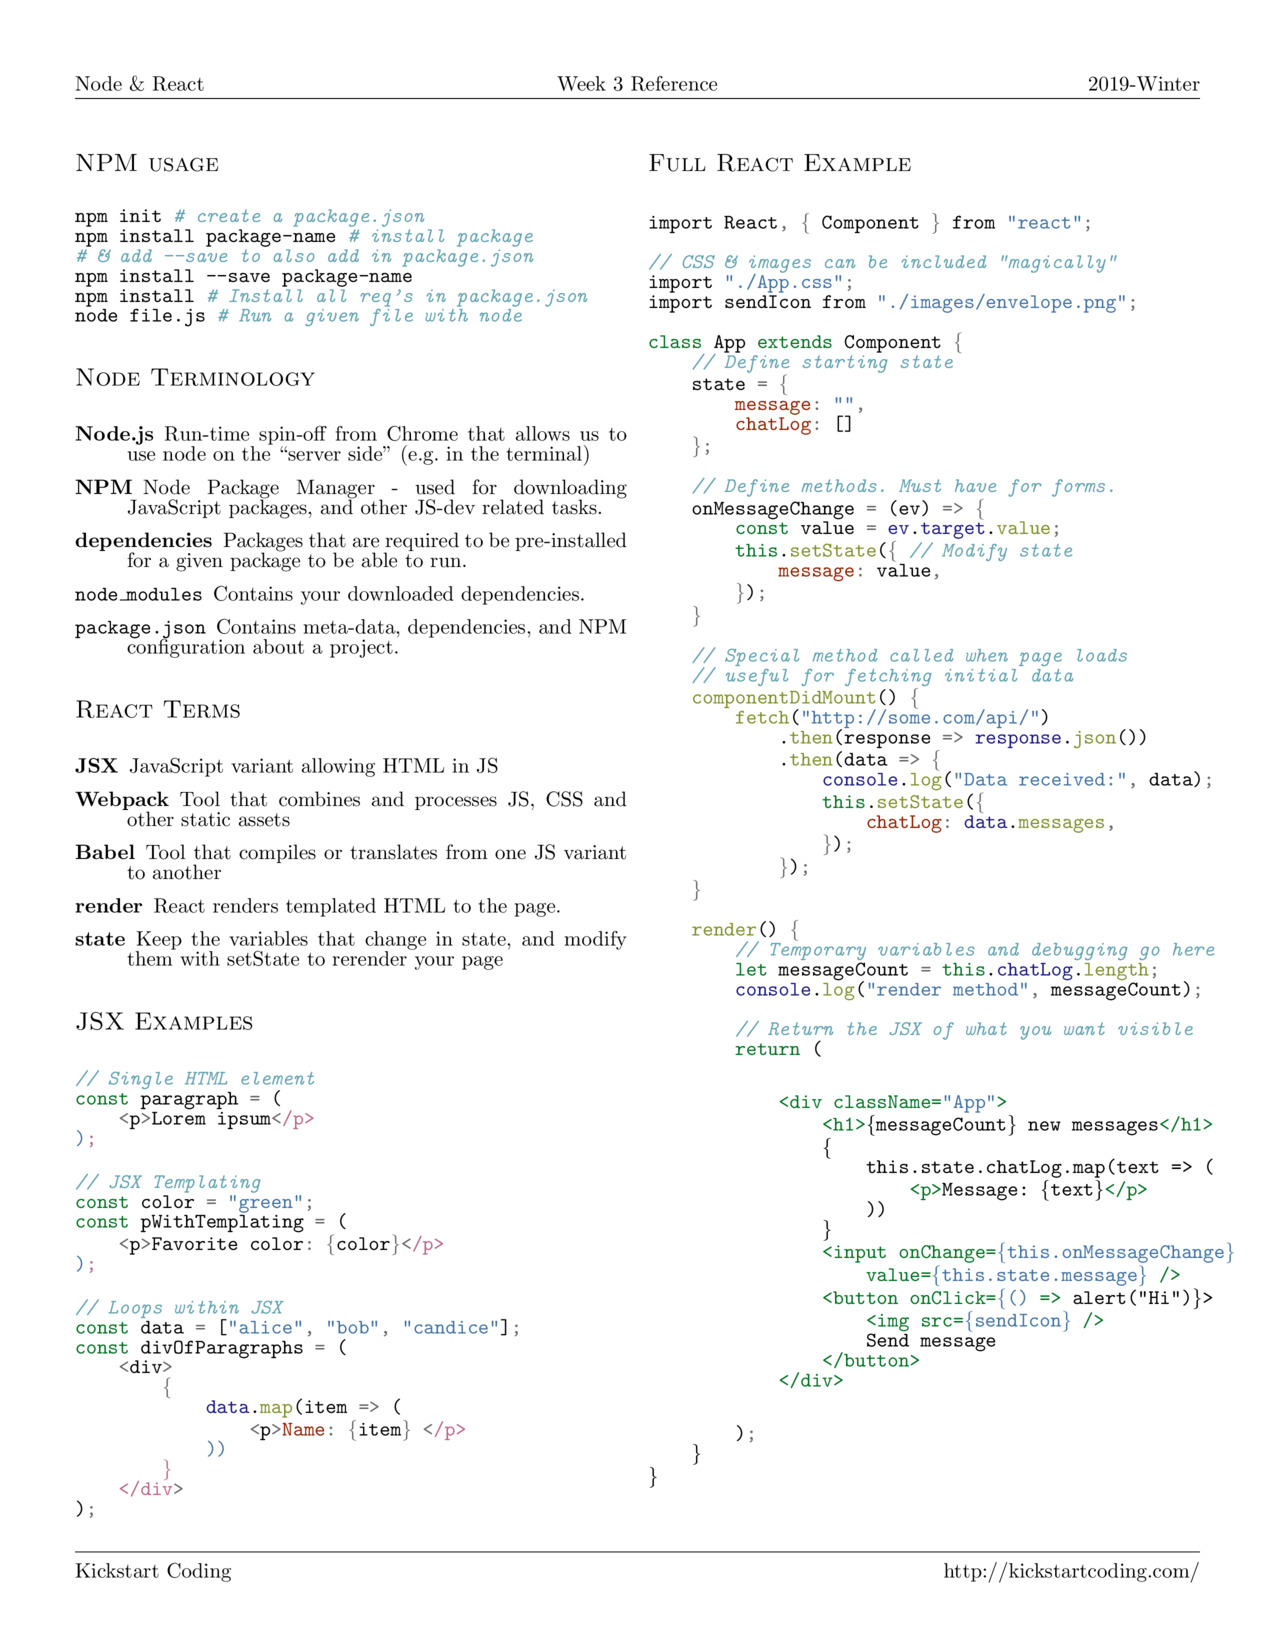 Node & React Week 3 Reference 2019-Winter
NPM USAGE
npm init # create a package.json
npm install package-name # install package
# & add --save to also add in package.json
npm install --save package-name
npm install # Install all req's in package.json
node file.js # Run a given file with node
NODE TERMINOLOGY
Node.js Run-time spin-off from Chrome that allows us to
use node on the “server side” (e.g. in the terminal)
NPM Node Package Manager - used for downloading
JavaScript packages, and other JS-dev related tasks.
dependencies Packages that are required to be pre-installed
for a given package to be able to run.
node_modules Contains your downloaded dependencies.
package.json Contains meta-data, dependencies, and NPM
configuration about a project.
REACT TERMS
JSX JavaScript variant allowing HTML in JS
Webpack Tool that combines and processes JS, CSS and
other static assets
Babel Tool that compiles or translates from one JS variant
to another
render React renders templated HTML to the page.
state Keep the variables that change in state, and modify
them with setState to rerender your page
JSX EXAMPLES
// Single HTML element
const paragraph = (
    <p>Lorem ipsum</p>
);
// JSX Templating
const color = "green";
const pWithTemplating = (
    <p>Favorite color: {color}</p>
);
// Loops within JSX
const data = ["alice", "bob", "candice"];
const divOfParagraphs = (
    <div>
        {
            data.map(item => (
                <p>Name: {item} </p>
            ))
        }
    </div>
);
FULL REACT EXAMPLE
import React, { Component } from "react";
// CSS & images can be included "magically"
import "./App.css";
import sendIcon from "./images/envelope.png";
class App extends Component {
    // Define starting state
    state = {
        message: "",
        chatLog: []
    };
    // Define methods. Must have for forms.
    onMessageChange = (ev) => {
        const value = ev.target.value;
        this.setState({ // Modify state
            message: value,
        });
    }
    // Special method called when page loads
    // useful for fetching initial data
    componentDidMount() {
        fetch("http://some.com/api/")
            .then(response => response.json())
            .then(data => {
                console.log("Data received:", data);
                this.setState({
                    chatLog: data.messages,
                });
            });
    }
    render() {
        // Temporary variables and debugging go here
        let messageCount = this.chatLog.length;
        console.log("render method", messageCount);
        // Return the JSX of what you want visible
        return (
            <div className="App">
                <h1>{messageCount} new messages</h1>
                {
                    this.state.chatLog.map(text => (
                        <p>Message: {text}</p>
                    ))
                }
                <input onChange={this.onMessageChange}
                    value={this.state.message} />
                <button onClick={() => alert("Hi")}>
                    <img src={sendIcon} />
                    Send message
                </button>
            </div>
        );
    }
}
Kickstart Coding http://kickstartcoding.com/